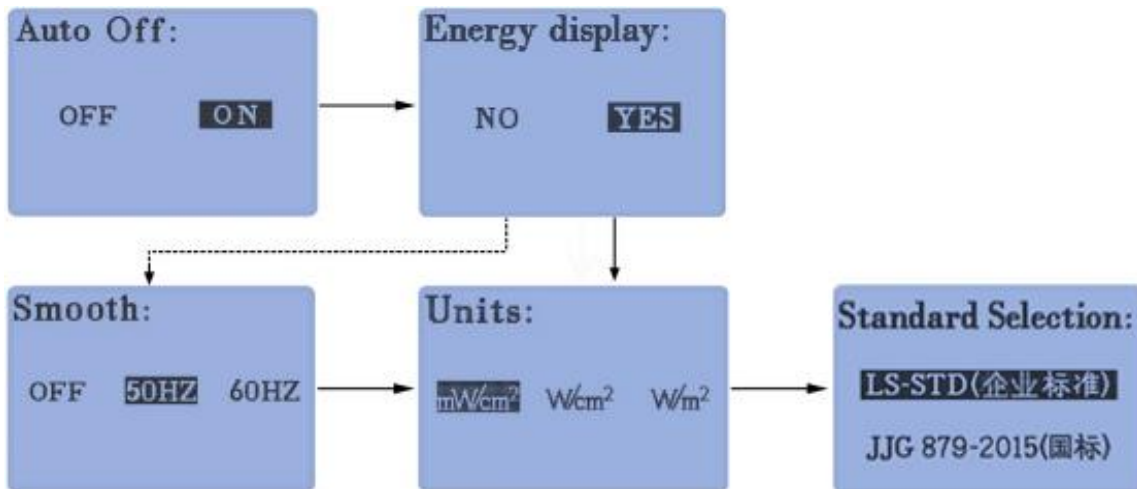 Auto Off:
OFF ON
Energy display:
NO YES
Smooth:
OFF 50HZ 60HZ
Units:
mW/cm² W/cm² W/m²
Standard Selection:
LS-STD(企业标准)
JJG 879-2015(国标)